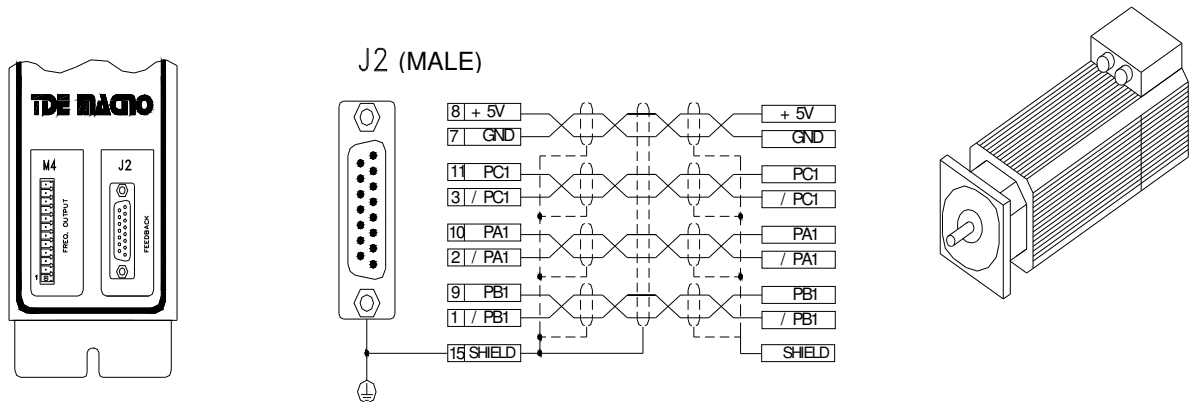 TDE MACNO
M4
FREQ. OUTPUT
1
8
J2
FEEDBACK
J2 (MALE)
8 + 5V
7 GND
11 PC1
3 / PC1
10 PA1
2 / PA1
9 PB1
1 / PB1
15 SHIELD
+ 5V
GND
PC1
/ PC1
PA1
/ PA1
PB1
/ PB1
SHIELD